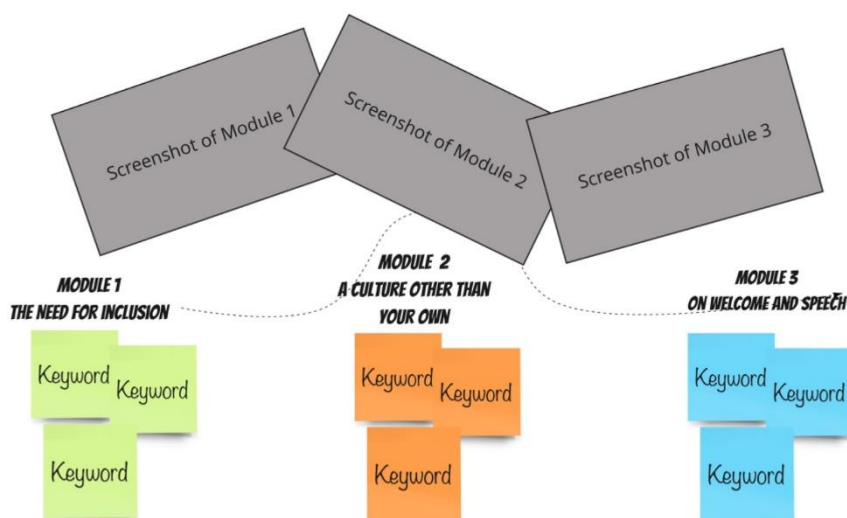 Screenshot of Module 1
Screenshot of Module 2
Screenshot of Module 3
MODULE 1
THE NEED FOR INCLUSION
MODULE 2
A CULTURE OTHER THAN
YOUR OWN
MODULE 3
ON WELCOME AND SPEECH
Keyword
Keyword
Keyword
Keyword
Keyword
Keyword
Keyword
Keyword
Keyword